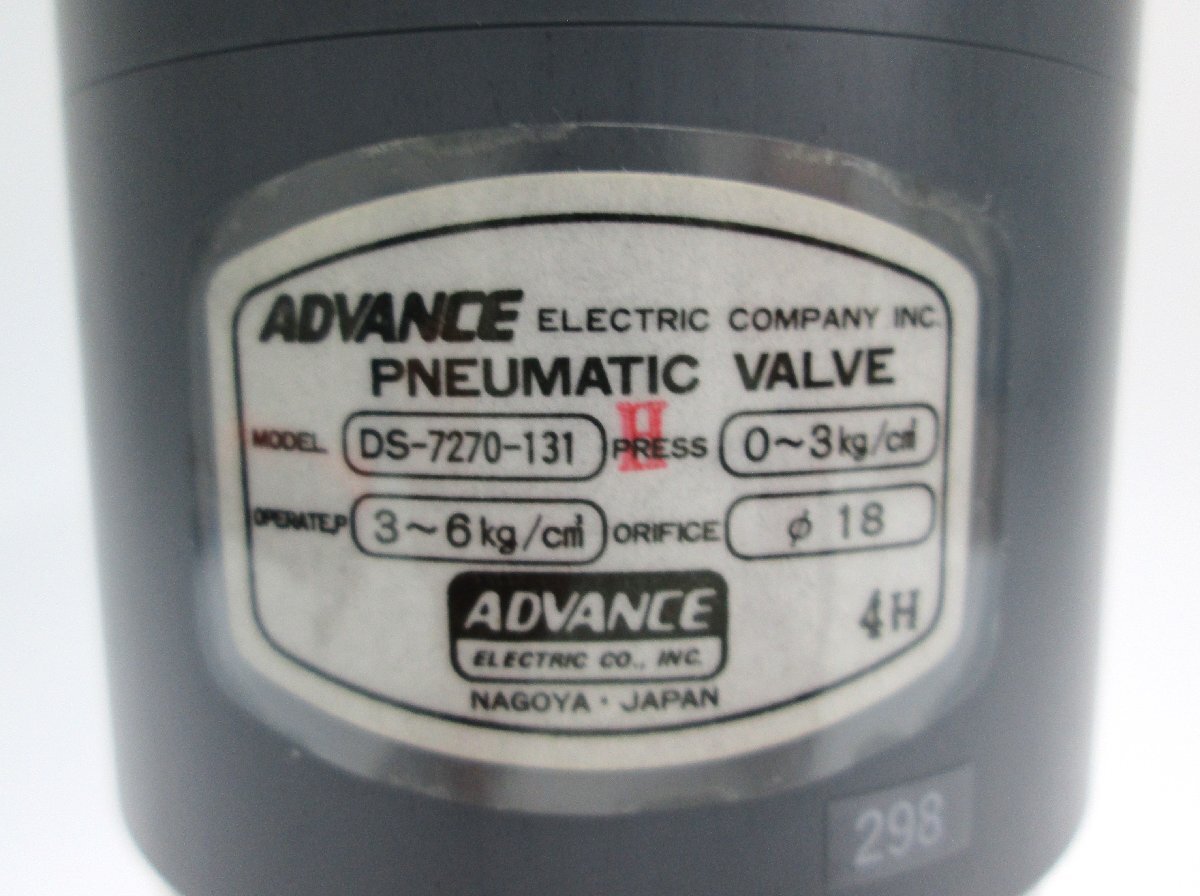 ADVANCE ELECTRIC COMPANY INC.
PNEUMATIC VALVE
MODEL DS-7270-131 II PRESS 0~3kg/cm²
OPERATE.P 3~6kg/cm² ORIFICE φ 18
4H
ADVANCE
ELECTRIC CO., INC.
NAGOYA・JAPAN
298